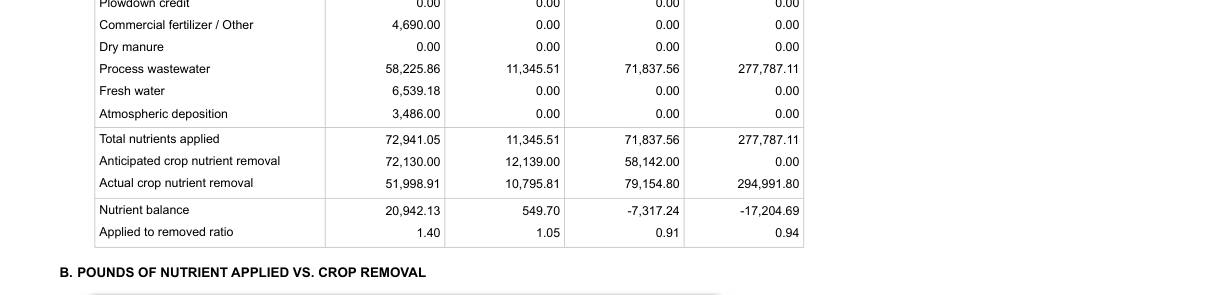 Plowdown credit 0.00 0.00 0.00 0.00
Commercial fertilizer / Other 4,690.00 0.00 0.00 0.00
Dry manure 0.00 0.00 0.00 0.00
Process wastewater 58,225.86 11,345.51 71,837.56 277,787.11
Fresh water 6,539.18 0.00 0.00 0.00
Atmospheric deposition 3,486.00 0.00 0.00 0.00
Total nutrients applied 72,941.05 11,345.51 71,837.56 277,787.11
Anticipated crop nutrient removal 72,130.00 12,139.00 58,142.00 0.00
Actual crop nutrient removal 51,998.91 10,795.81 79,154.80 294,991.80
Nutrient balance 20,942.13 549.70 -7,317.24 -17,204.69
Applied to removed ratio 1.40 1.05 0.91 0.94
B. POUNDS OF NUTRIENT APPLIED VS. CROP REMOVAL